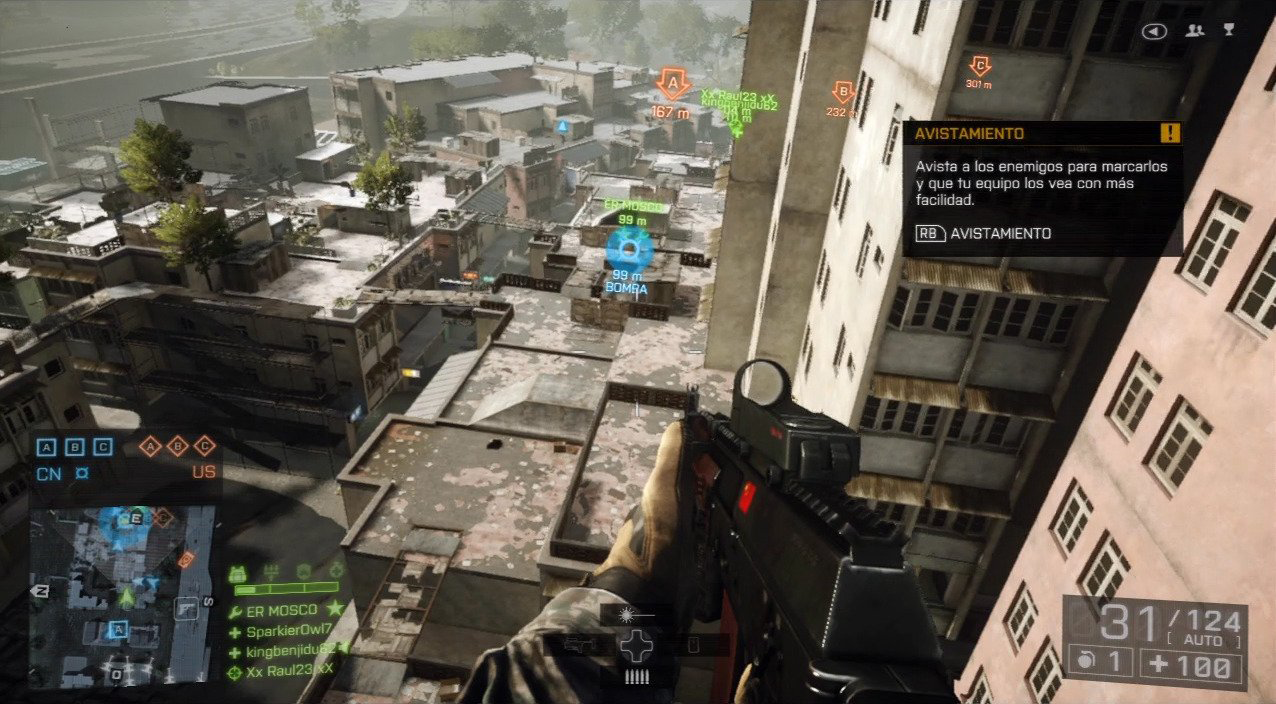 A
167 m
Xx Raul23 xX
kingbenjidu62
B
232
C
301 m
AVISTAMIENTO
Avista a los enemigos para marcarlos
y que tu equipo los vea con más
facilidad.
RB AVISTAMIENTO
ER MOSCO
99 m
99 m
BOMBA
A B C A B C
CN US
E
N
S
A
ER MOSCO
SparkierOwl7
kingbenjidu62
Xx Raul23 xX
31/124
[ AUTO ]
1 +100